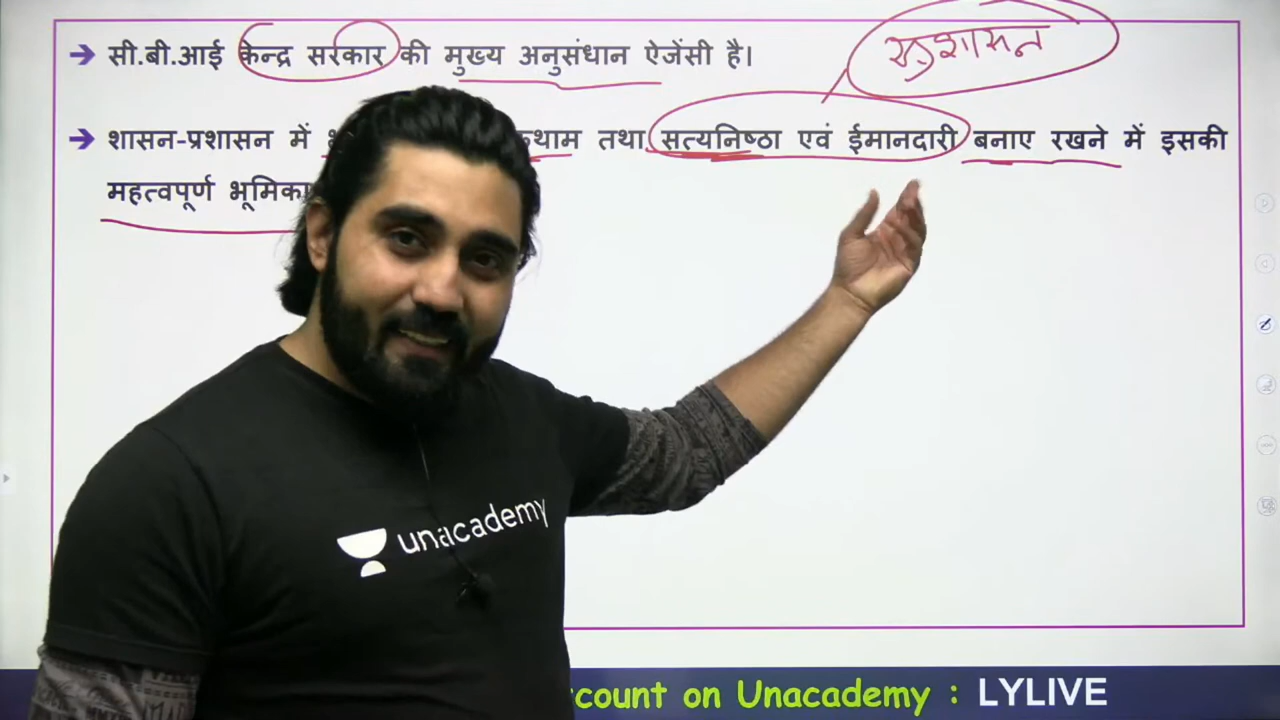 सुशासन
सी.बी.आई केन्द्र सरकार की मुख्य अनुसंधान ऐजेंसी है।
शासन-प्रशासन में तथा सत्यनिष्ठा एवं ईमानदारी बनाए रखने में इसकी
महत्वपूर्ण भूमिका
unacademy
count on Unacademy : LYLIVE